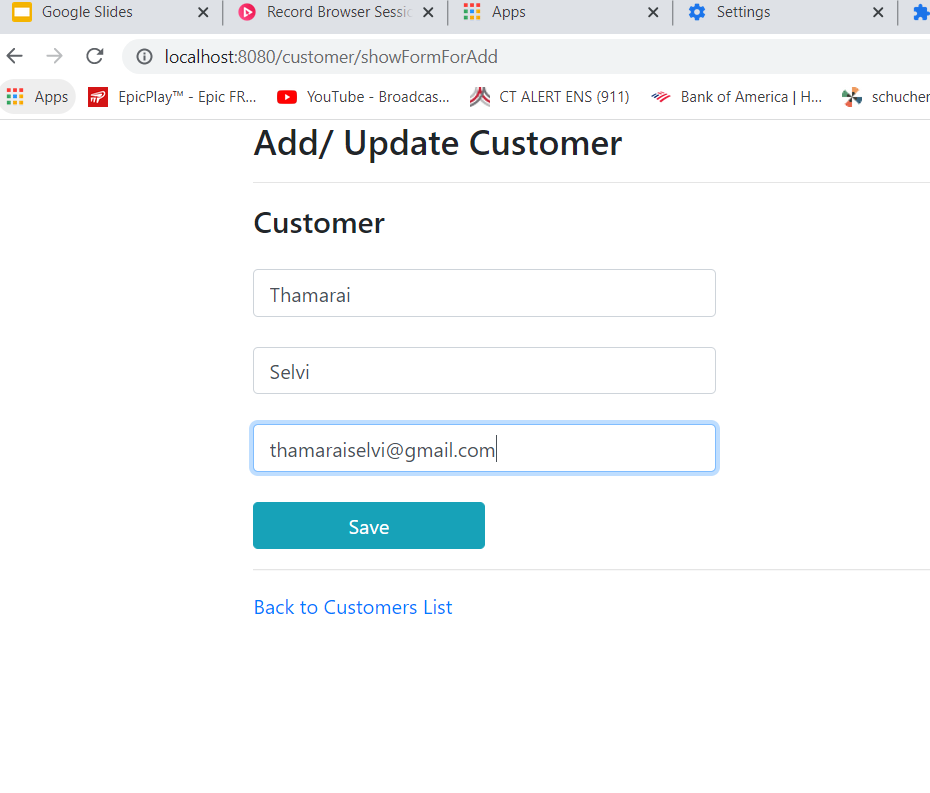 Google Slides Record Browser Sessic Apps Settings
localhost:8080/customer/showFormForAdd
Apps EpicPlay™ - Epic FR... YouTube - Broadcas... CT ALERT ENS (911) Bank of America | H... schucher
Add/ Update Customer
Customer
Thamarai
Selvi
thamaraiselvi@gmail.com
Save
Back to Customers List